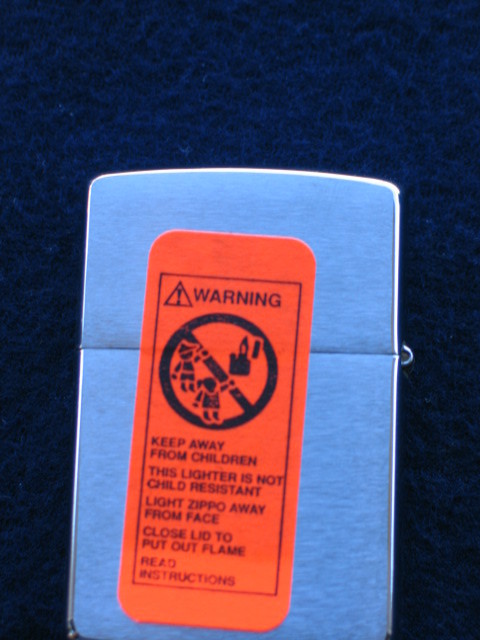 WARNING
KEEP AWAY
FROM CHILDREN
THIS LIGHTER IS NOT
CHILD RESISTANT
LIGHT ZIPPO AWAY
FROM FACE
CLOSE LID TO
PUT OUT FLAME
READ
INSTRUCTIONS